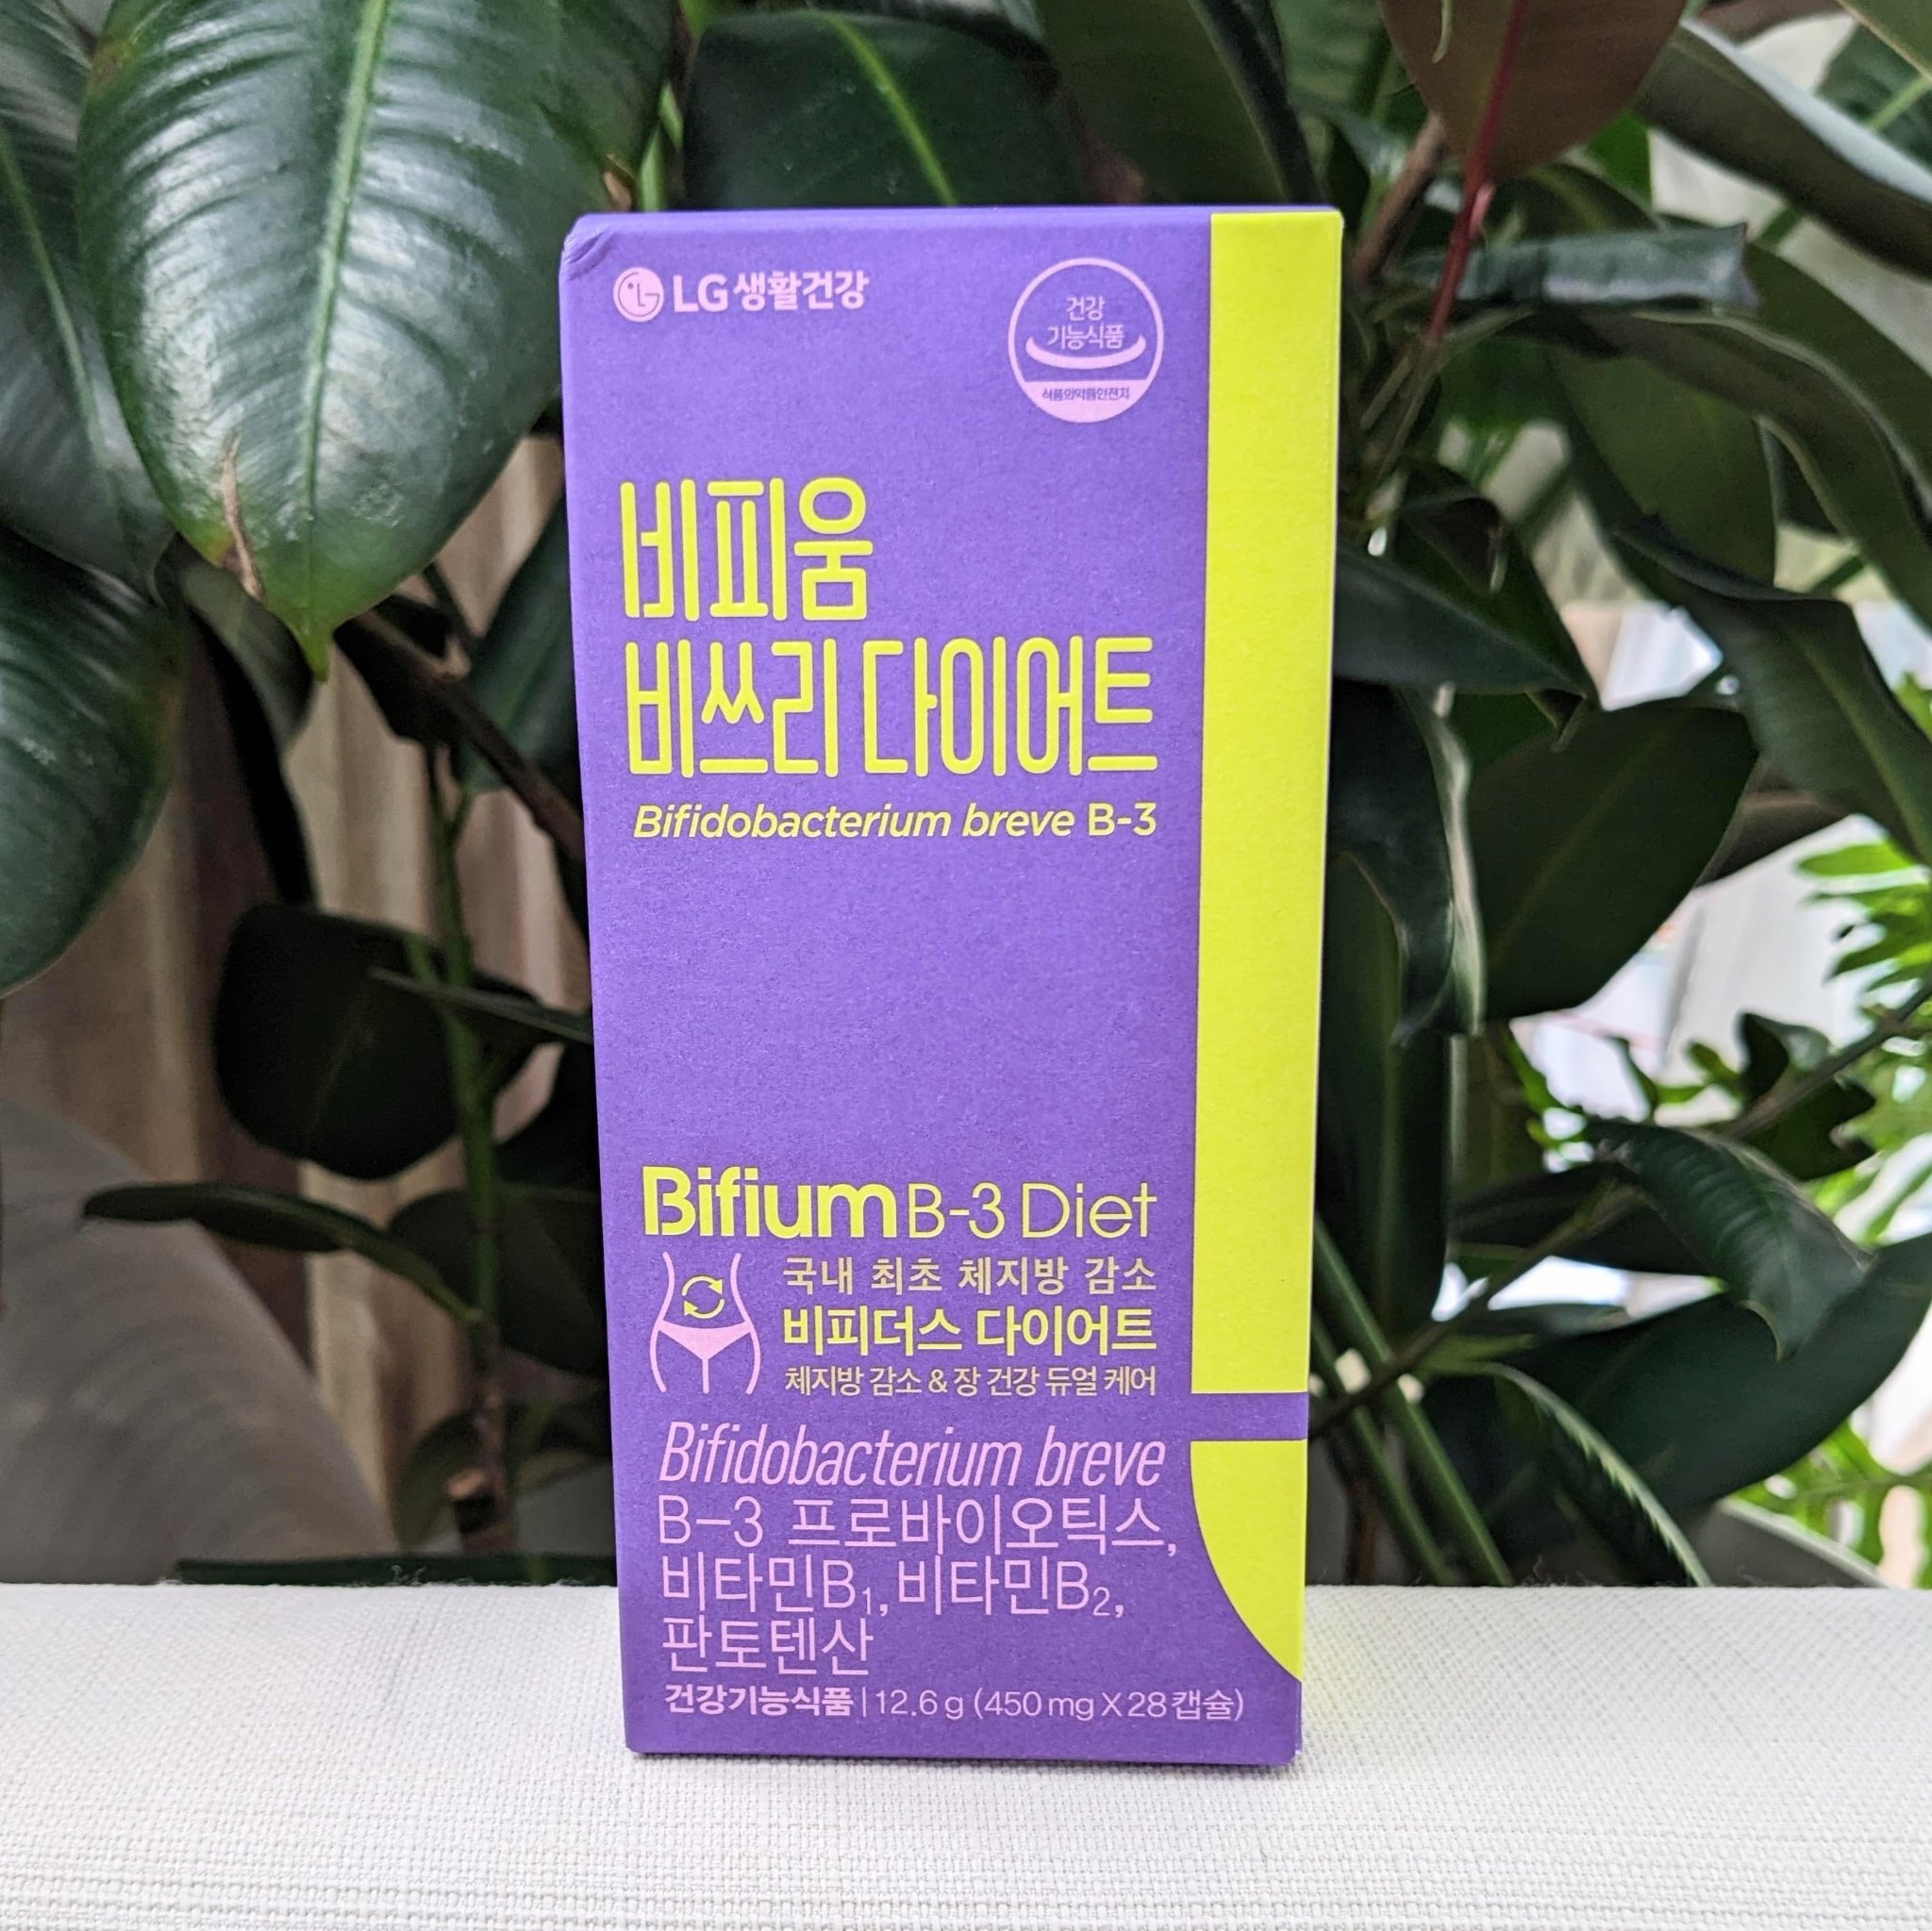 LG생활건강
건강
기능식품
식품의약품안전처
비피움
비쓰리 다이어트
Bifidobacterium breve B-3
Bifium B-3 Diet
국내 최초 체지방 감소
비피더스 다이어트
체지방 감소 & 장 건강 듀얼 케어
Bifidobacterium breve
B-3 프로바이오틱스,
비타민B₁, 비타민B₂,
판토텐산
건강기능식품 | 12.6 g (450 mg X 28 캡슐)